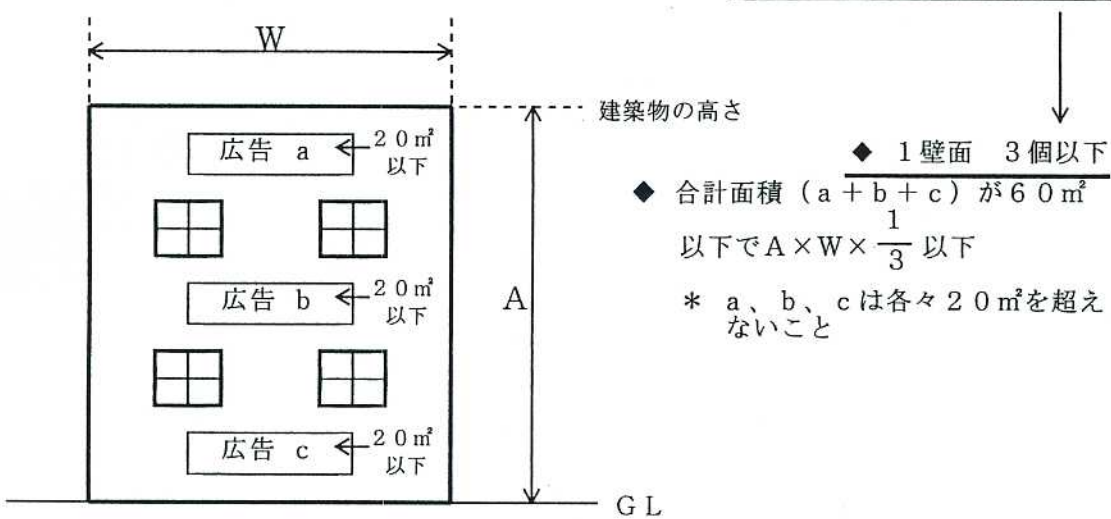 W
建築物の高さ
広告 a
20㎡
以下
◆ 1壁面 3個以下
◆ 合計面積(a+b+c)が60㎡
以下でA×W×1/3 以下
広告 b
20㎡
以下
A
* a、b、cは各々20㎡を超え
ないこと
広告 c
20㎡
以下
GL